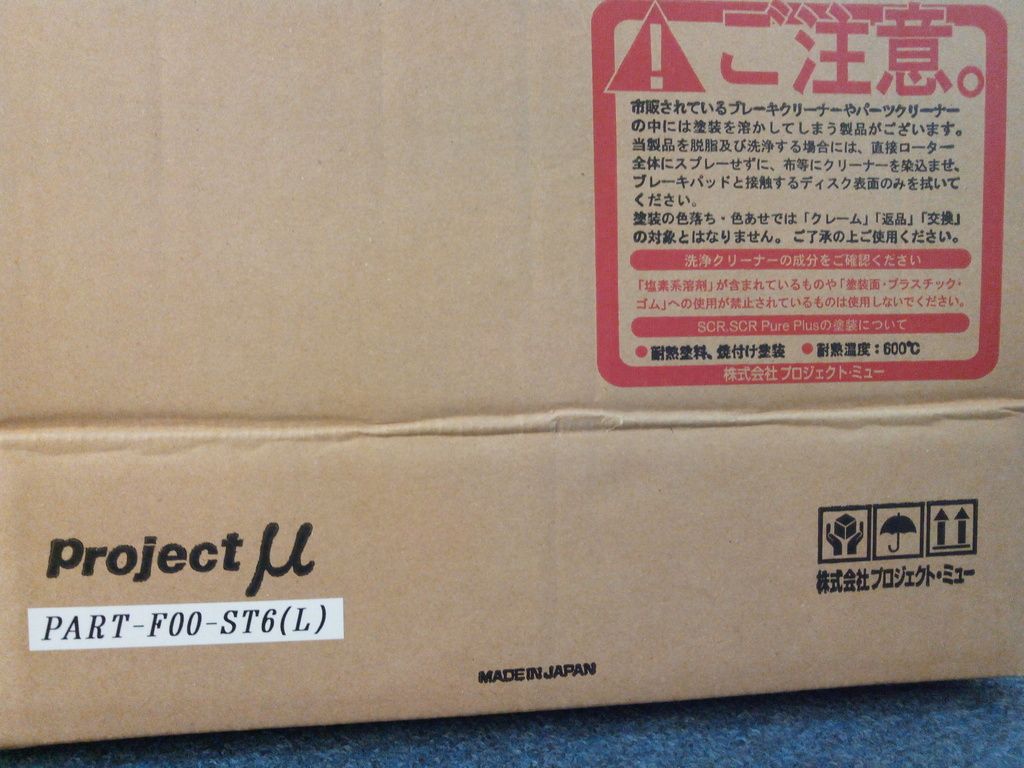 ご注意。
市販されているブレーキクリーナーやパーツクリーナー
の中には塗装を溶かしてしまう製品がございます。
当製品を脱脂及び洗浄する場合には、直接ローター
全体にスプレーせずに、布等にクリーナーを染込ませ、
ブレーキパッドと接触するディスク表面のみを拭いて
ください。
塗装の色落ち・色あせでは「クレーム」「返品」「交換」
の対象とはなりません。ご了承の上ご使用ください。
洗浄クリーナーの成分をご確認ください
「塩素系溶剤」が含まれているものや「塗装面・プラスチック・
ゴム」への使用が禁止されているものは使用しないでください。
SCR.SCR Pure Plusの塗装について
●耐熱塗料、焼付け塗装 ●耐熱温度：600℃
株式会社プロジェクト・ミュー
Project μ
PART-F00-ST6(L)
株式会社プロジェクト・ミュー
MADE IN JAPAN